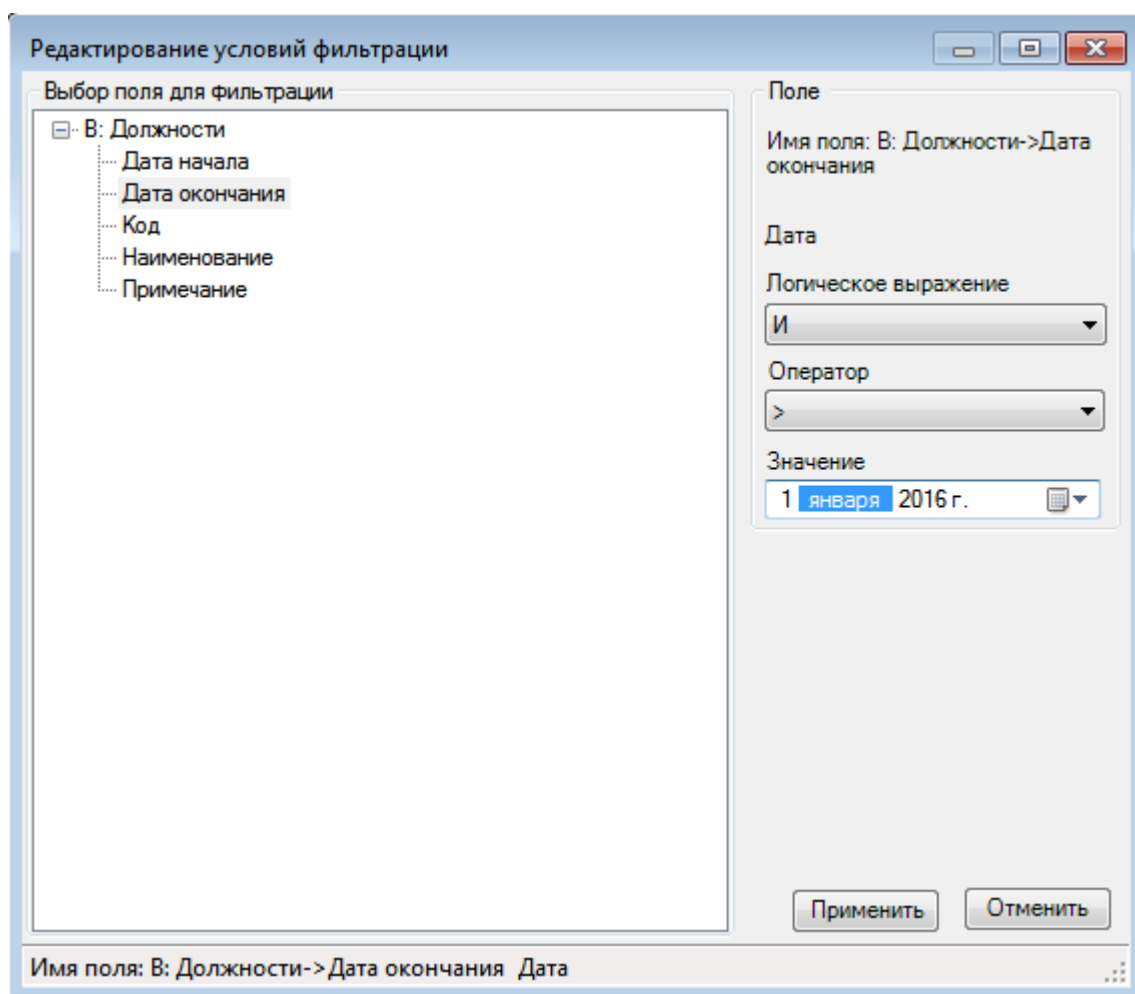 Редактирование условий фильтрации
Выбор поля для фильтрации
В: Должности
Дата начала
Дата окончания
Код
Наименование
Примечание
Поле
Имя поля: В: Должности->Дата
окончания
Дата
Логическое выражение
И
Оператор
>
Значение
1 января 2016 г.
Применить
Отменить
Имя поля: В: Должности->Дата окончания Дата